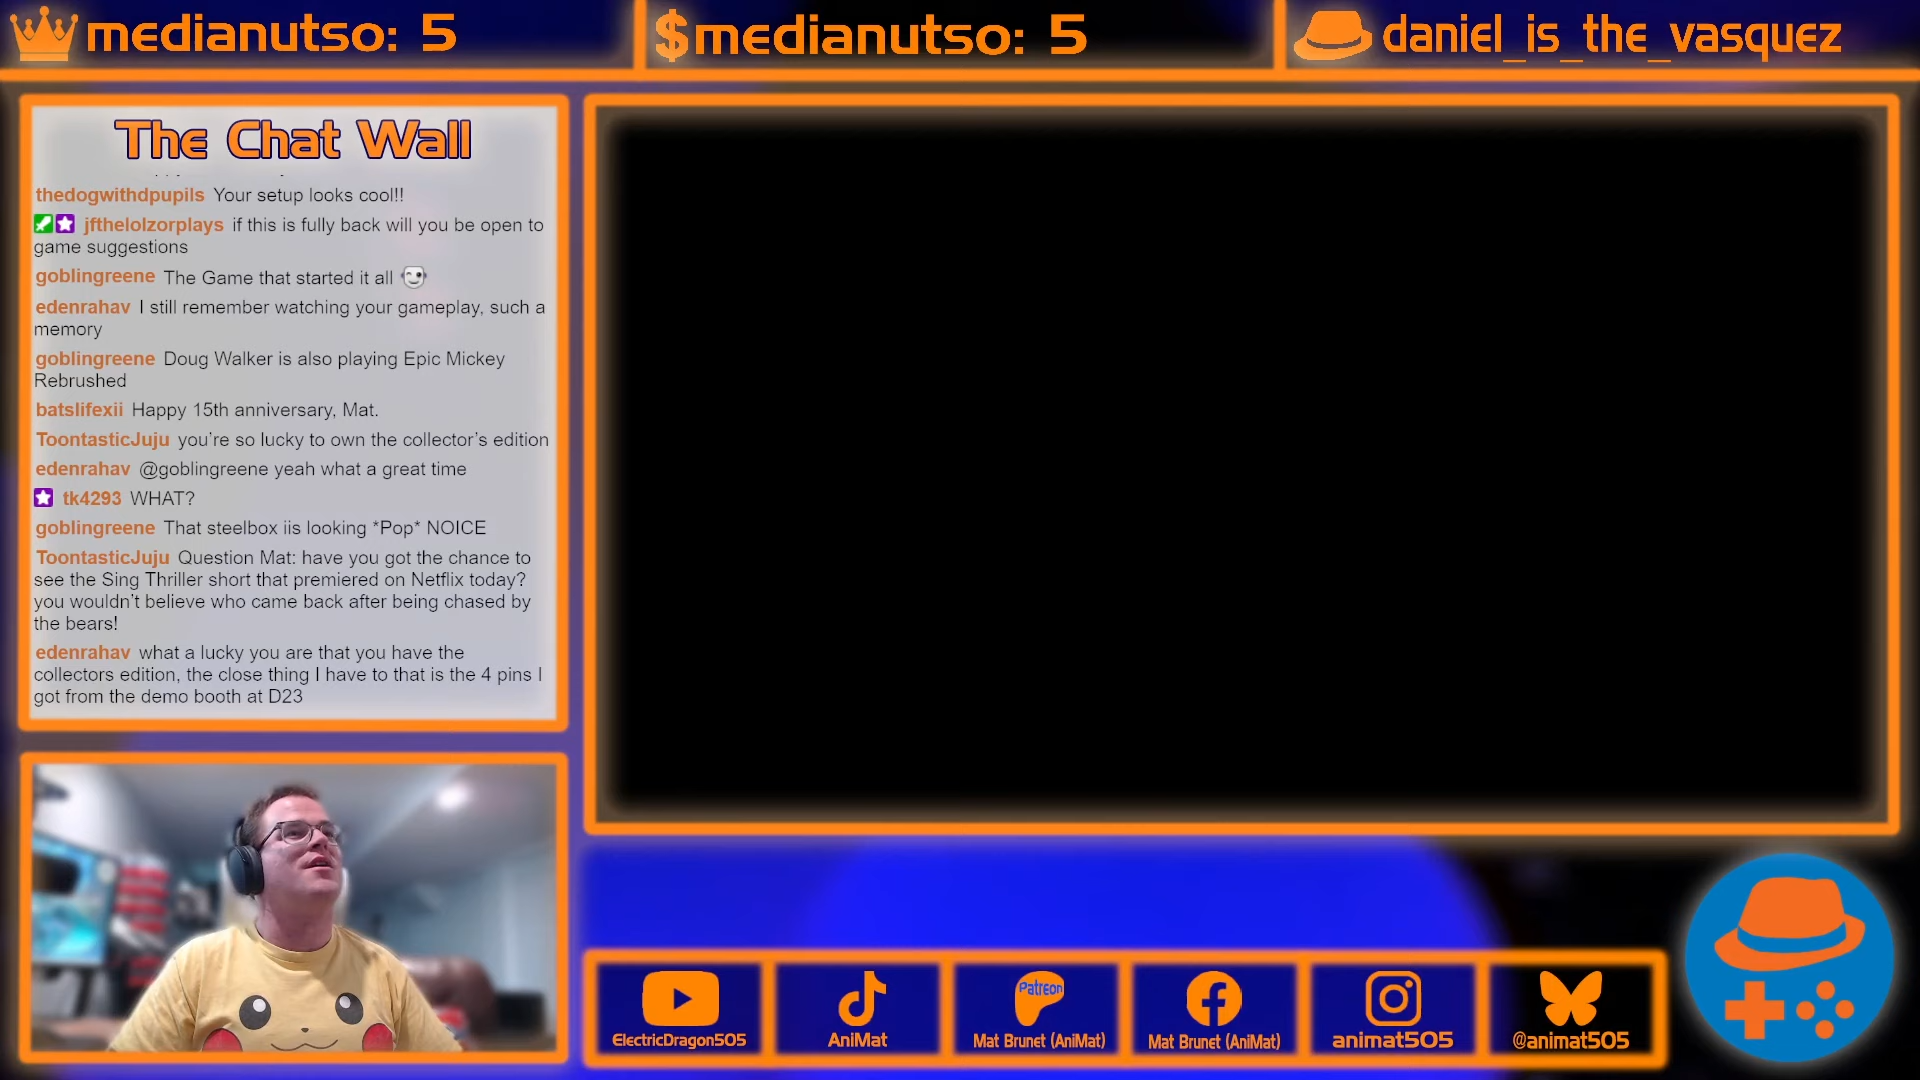 medianutso: 5
$medianutso: 5
daniel_is_the_vasquez
The Chat Wall
thedogwithdpupils Your setup looks cool!!
jfthelolzorplays if this is fully back will you be open to
game suggestions
goblingreene The Game that started it all
edenrahav I still remember watching your gameplay, such a
memory
goblingreene Doug Walker is also playing Epic Mickey
Rebrushed
batslifexii Happy 15th anniversary, Mat.
ToontasticJuju you're so lucky to own the collector's edition
edenrahav @goblingreene yeah what a great time
tk4293 WHAT?
goblingreene That steelbox iis looking *Pop* NOICE
ToontasticJuju Question Mat: have you got the chance to
see the Sing Thriller short that premiered on Netflix today?
you wouldn't believe who came back after being chased by
the bears!
edenrahav what a lucky you are that you have the
collectors edition, the close thing I have to that is the 4 pins I
got from the demo booth at D23
ElectricDragon505
AniMat
Patreon
Mat Brunet (AniMat)
Mat Brunet (AniMat)
animat505
@animat505